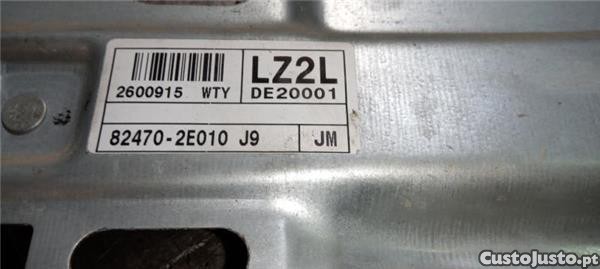 2600915 WTY
LZ2L
DE20001
82470-2E010 J9
JM
CustoJusto.pt